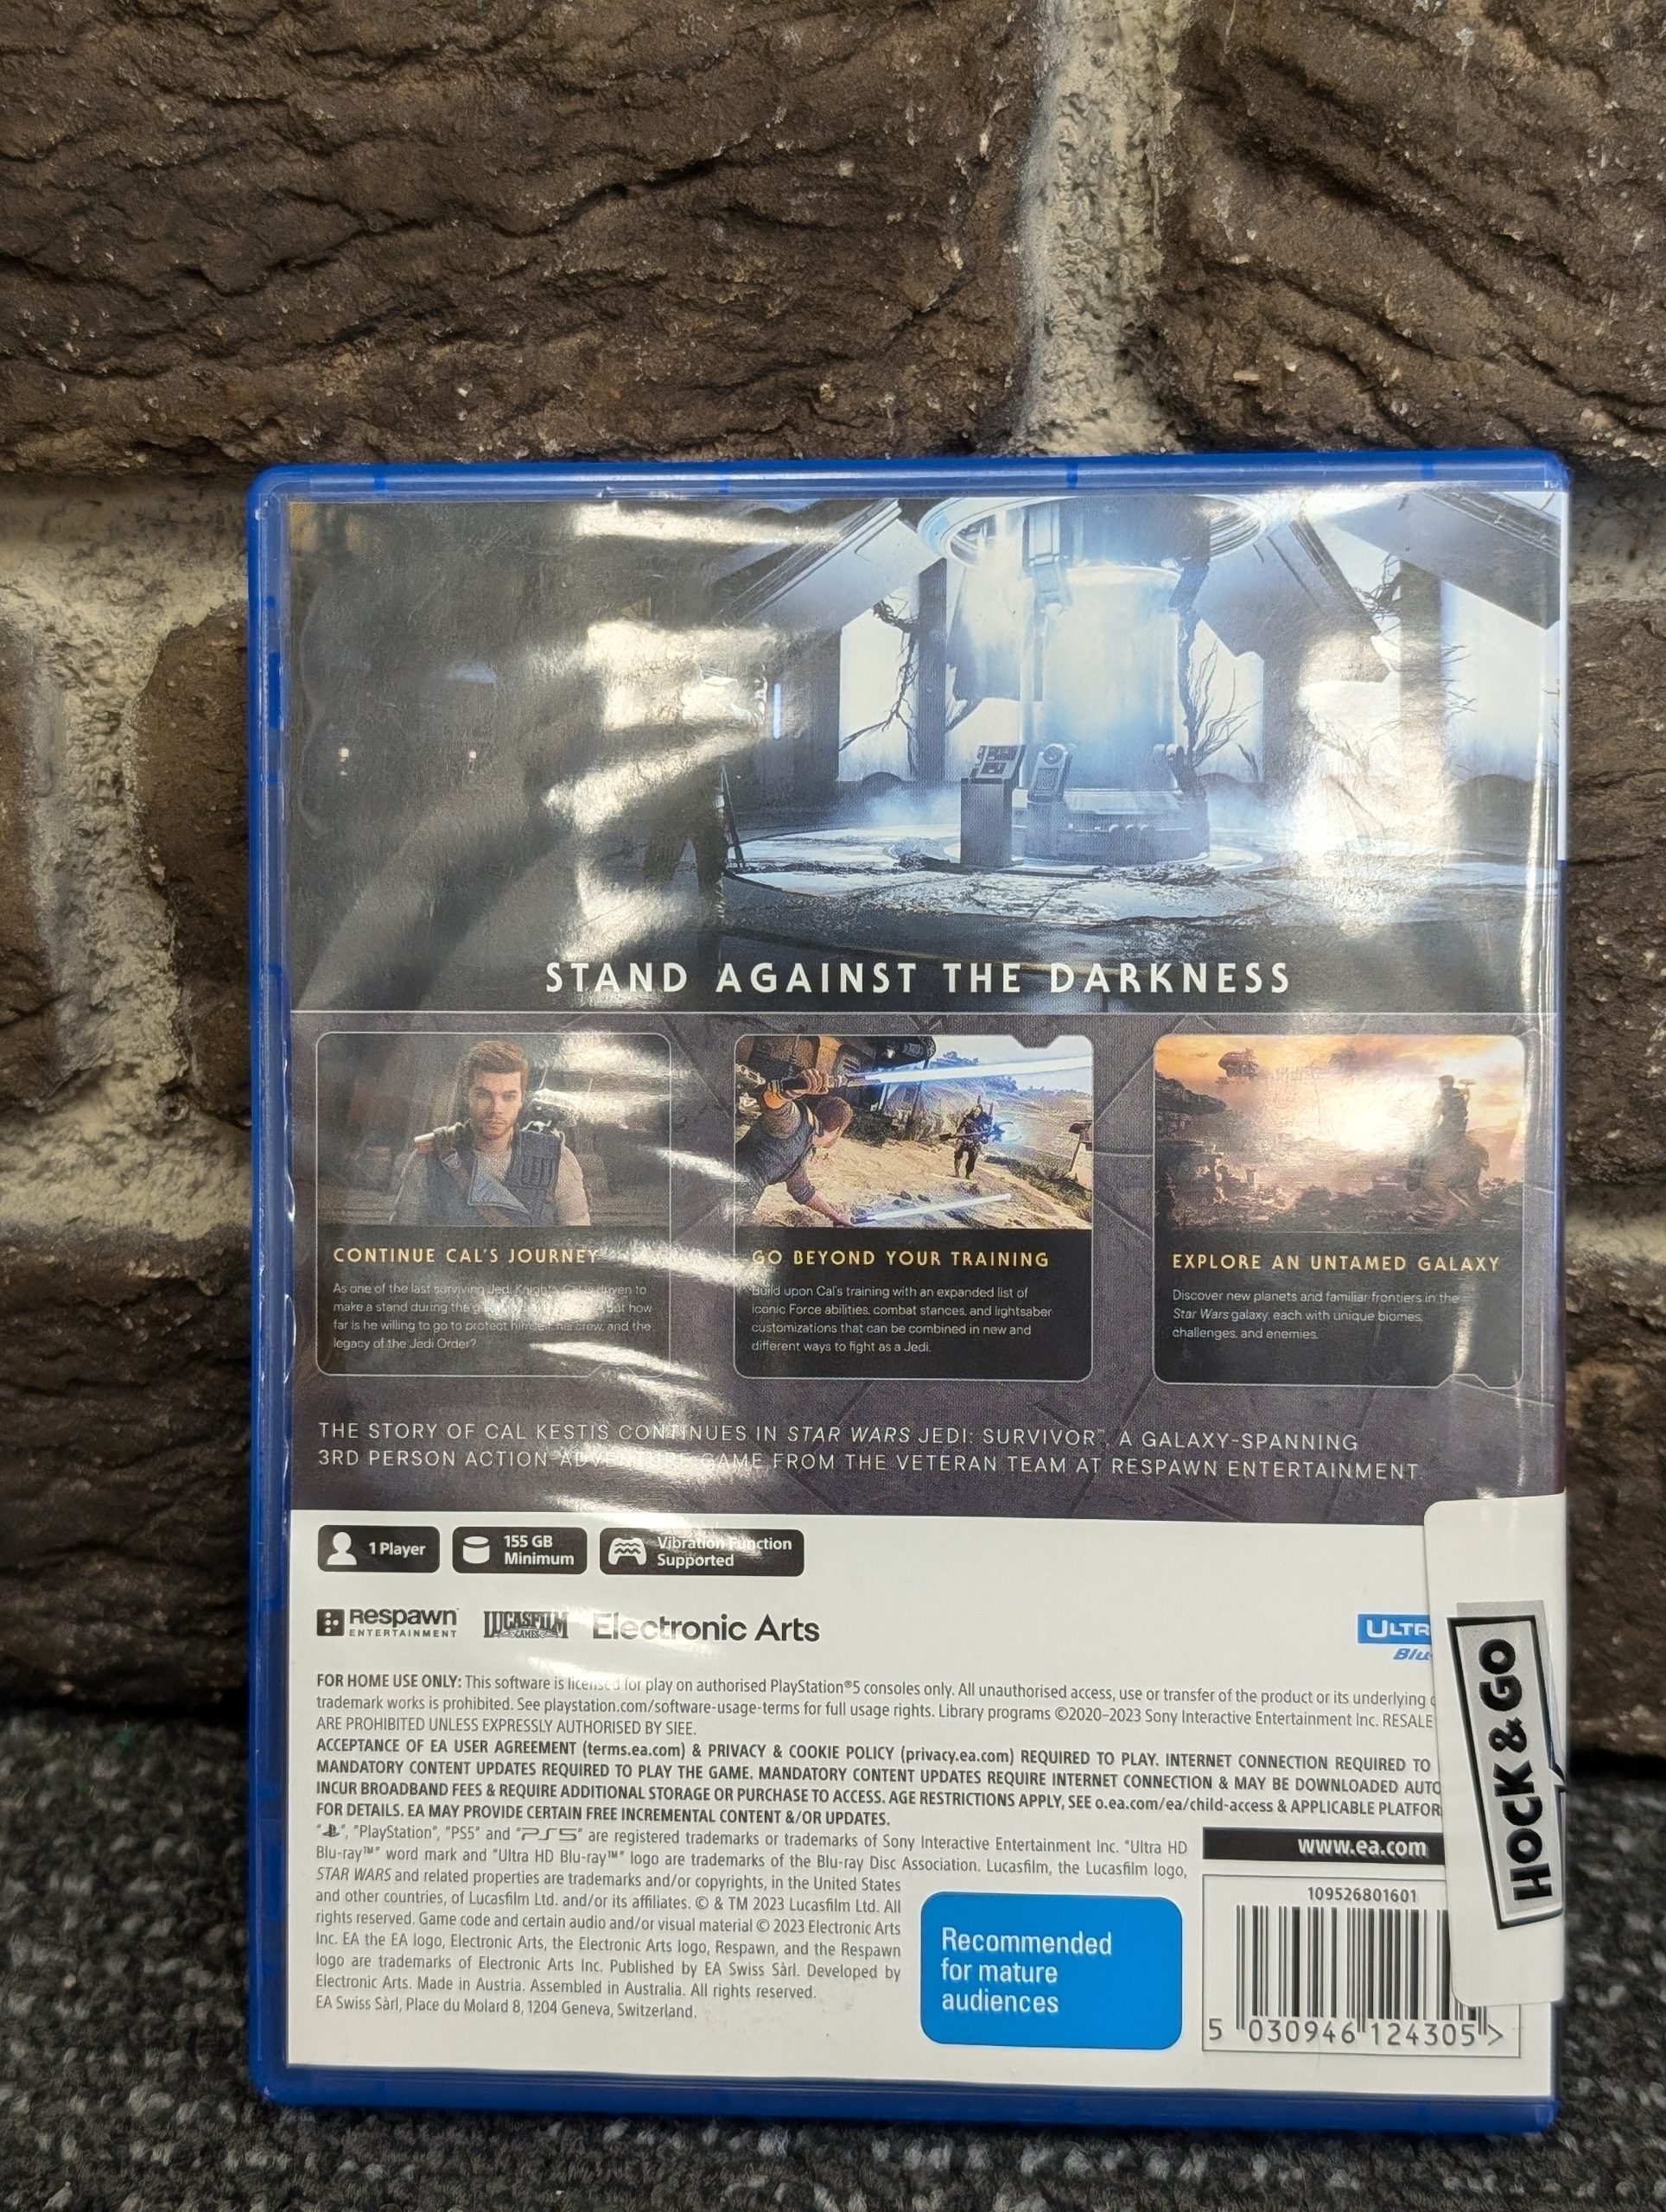 STAND AGAINST THE DARKNESS
CONTINUE CAL'S JOURNEY
As one of the last surviving Jedi Knights, Cal is driven to
make a stand during the but how
far is he willing to go to protect himself, his crew, and the
legacy of the Jedi Order?
GO BEYOND YOUR TRAINING
Build upon Cal's training with an expanded list of
iconic Force abilities, combat stances, and lightsaber
customizations that can be combined in new and
different ways to fight as a Jedi.
EXPLORE AN UNTAMED GALAXY
Discover new planets and familiar frontiers in the
Star Wars galaxy, each with unique biomes,
challenges, and enemies.
THE STORY OF CAL KESTIS CONTINUES IN STAR WARS JEDI: SURVIVOR™, A GALAXY-SPANNING
3RD PERSON ACTION-ADVENTURE GAME FROM THE VETERAN TEAM AT RESPAWN ENTERTAINMENT.
1 Player
155 GB
Minimum
Vibration Function
Supported
RESPAWN
ENTERTAINMENT
LUCASFILM
GAMES
Electronic Arts
ULTR
Blu-
FOR HOME USE ONLY: This software is licensed for play on authorised PlayStation®5 consoles only. All unauthorised access, use or transfer of the product or its underlying
trademark works is prohibited. See playstation.com/software-usage-terms for full usage rights. Library programs ©2020–2023 Sony Interactive Entertainment Inc. RESALE
ARE PROHIBITED UNLESS EXPRESSLY AUTHORISED BY SIEE.
ACCEPTANCE OF EA USER AGREEMENT (terms.ea.com) & PRIVACY & COOKIE POLICY (privacy.ea.com) REQUIRED TO PLAY. INTERNET CONNECTION REQUIRED TO
MANDATORY CONTENT UPDATES REQUIRED TO PLAY THE GAME. MANDATORY CONTENT UPDATES REQUIRE INTERNET CONNECTION & MAY BE DOWNLOADED AUTO
INCUR BROADBAND FEES & REQUIRE ADDITIONAL STORAGE OR PURCHASE TO ACCESS. AGE RESTRICTIONS APPLY, SEE o.ea.com/ea/child-access & APPLICABLE PLATFOR
FOR DETAILS. EA MAY PROVIDE CERTAIN FREE INCREMENTAL CONTENT &/OR UPDATES.
"", "PlayStation", "PS5" and "PS5" are registered trademarks or trademarks of Sony Interactive Entertainment Inc. "Ultra HD
Blu-ray™" word mark and "Ultra HD Blu-ray™" logo are trademarks of the Blu-ray Disc Association. Lucasfilm, the Lucasfilm logo,
STAR WARS and related properties are trademarks and/or copyrights, in the United States
and other countries, of Lucasfilm Ltd. and/or its affiliates. © & TM 2023 Lucasfilm Ltd. All
rights reserved. Game code and certain audio and/or visual material © 2023 Electronic Arts
Inc. EA the EA logo, Electronic Arts, the Electronic Arts logo, Respawn, and the Respawn
logo are trademarks of Electronic Arts Inc. Published by EA Swiss Sàrl. Developed by
Electronic Arts. Made in Austria. Assembled in Australia. All rights reserved.
EA Swiss Sàrl, Place du Molard 8, 1204 Geneva, Switzerland.
Recommended
for mature
audiences
www.ea.com
109526801601
5 030946 124305 >
HOCK & GO